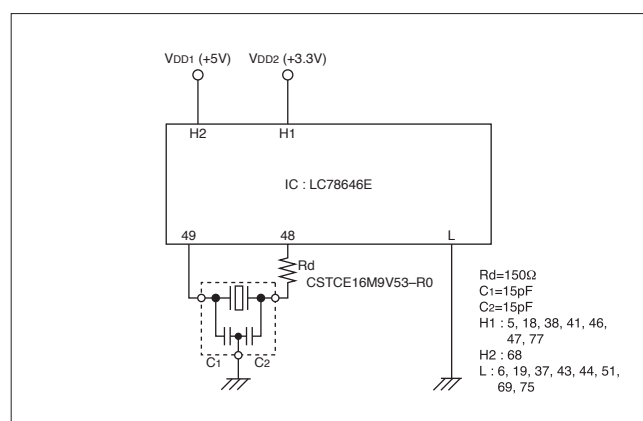 VDD1 (+5V)
VDD2 (+3.3V)
H2
H1
IC : LC78646E
49
48
L
Rd
CSTCE16M9V53–R0
C1
C2
Rd=150Ω
C1=15pF
C2=15pF
H1 : 5, 18, 38, 41, 46,
47, 77
H2 : 68
L : 6, 19, 37, 43, 44, 51,
69, 75